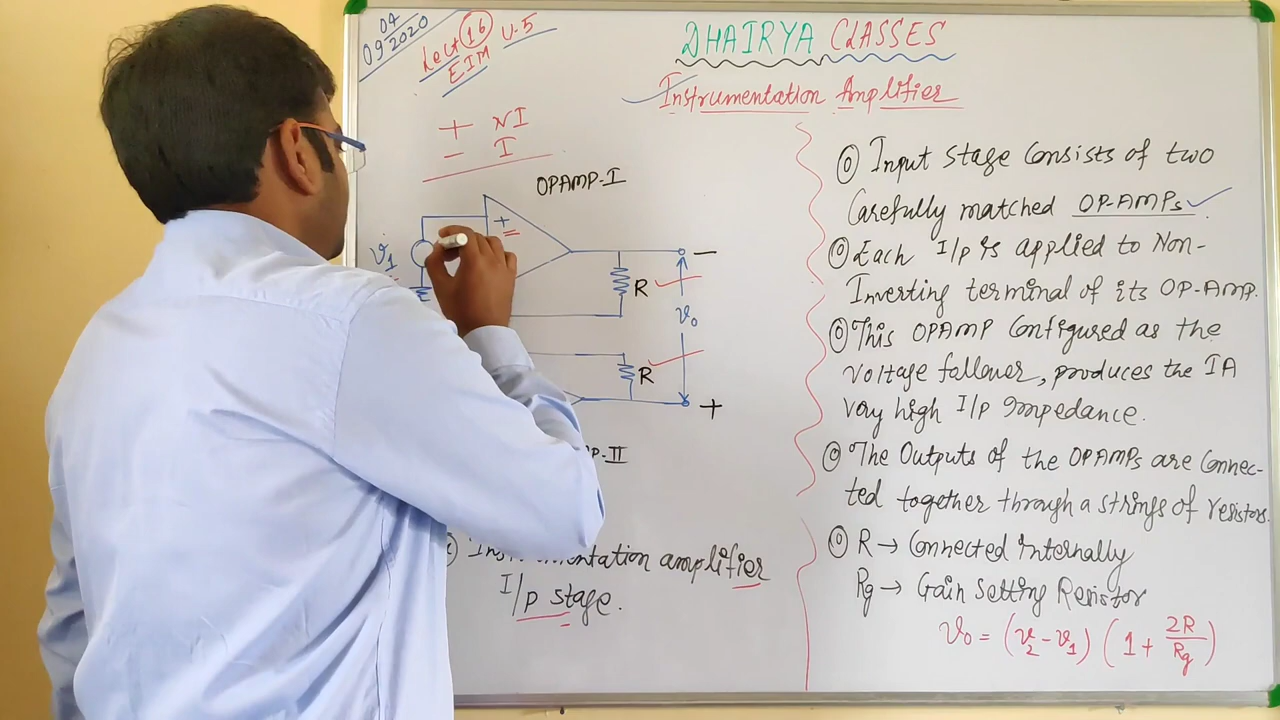 04
09 2020
Lect 16 U.5
EIM
DHAIRYA CLASSES
Instrumentation Amplifier
+ NI
- I
OPAMP-I
+
v1
R
-
v0
R
+
P-II
Instrumentation amplifier
I/p stage.
Input stage Consists of two
Carefully matched OP-AMPs
Each I/p is applied to Non-
Inverting terminal of its OP-AMP.
This OPAMP Configured as the
Voltage follower, produces the IA
Very high I/p Impedance.
The Outputs of the OPAMPs are Connec-
ted together through a strings of resistors.
R → Connected internally
Rg → Gain Setting Resistor
v0 = (v2 - v1) (1 + 2R/Rg)